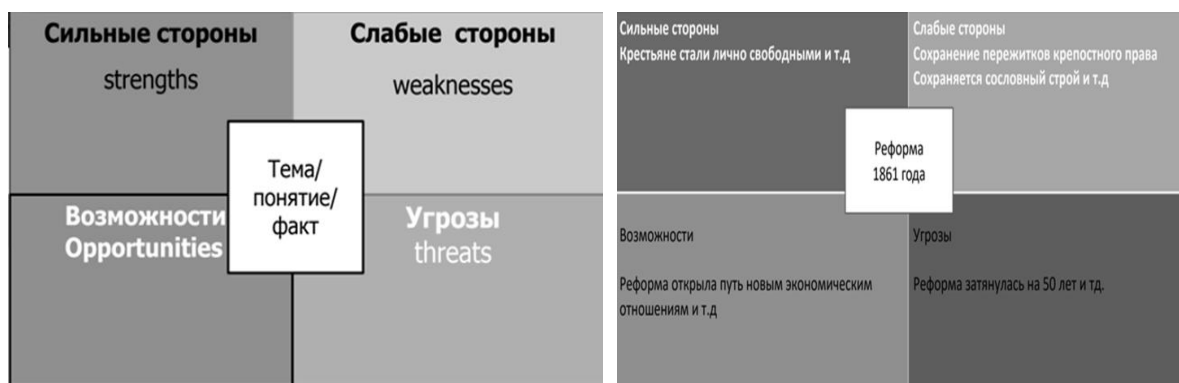 Сильные стороны
strengths
Слабые стороны
weaknesses
Тема/
понятие/
факт
Возможности
Opportunities
Угрозы
threats
Сильные стороны
Крестьяне стали лично свободными и т.д
Слабые стороны
Сохранение пережитков крепостного права
Сохраняется сословный строй и т.д
Реформа
1861 года
Возможности
Реформа открыла путь новым экономическим
отношениям и т.д
Угрозы
Реформа затянулась на 50 лет и тд.